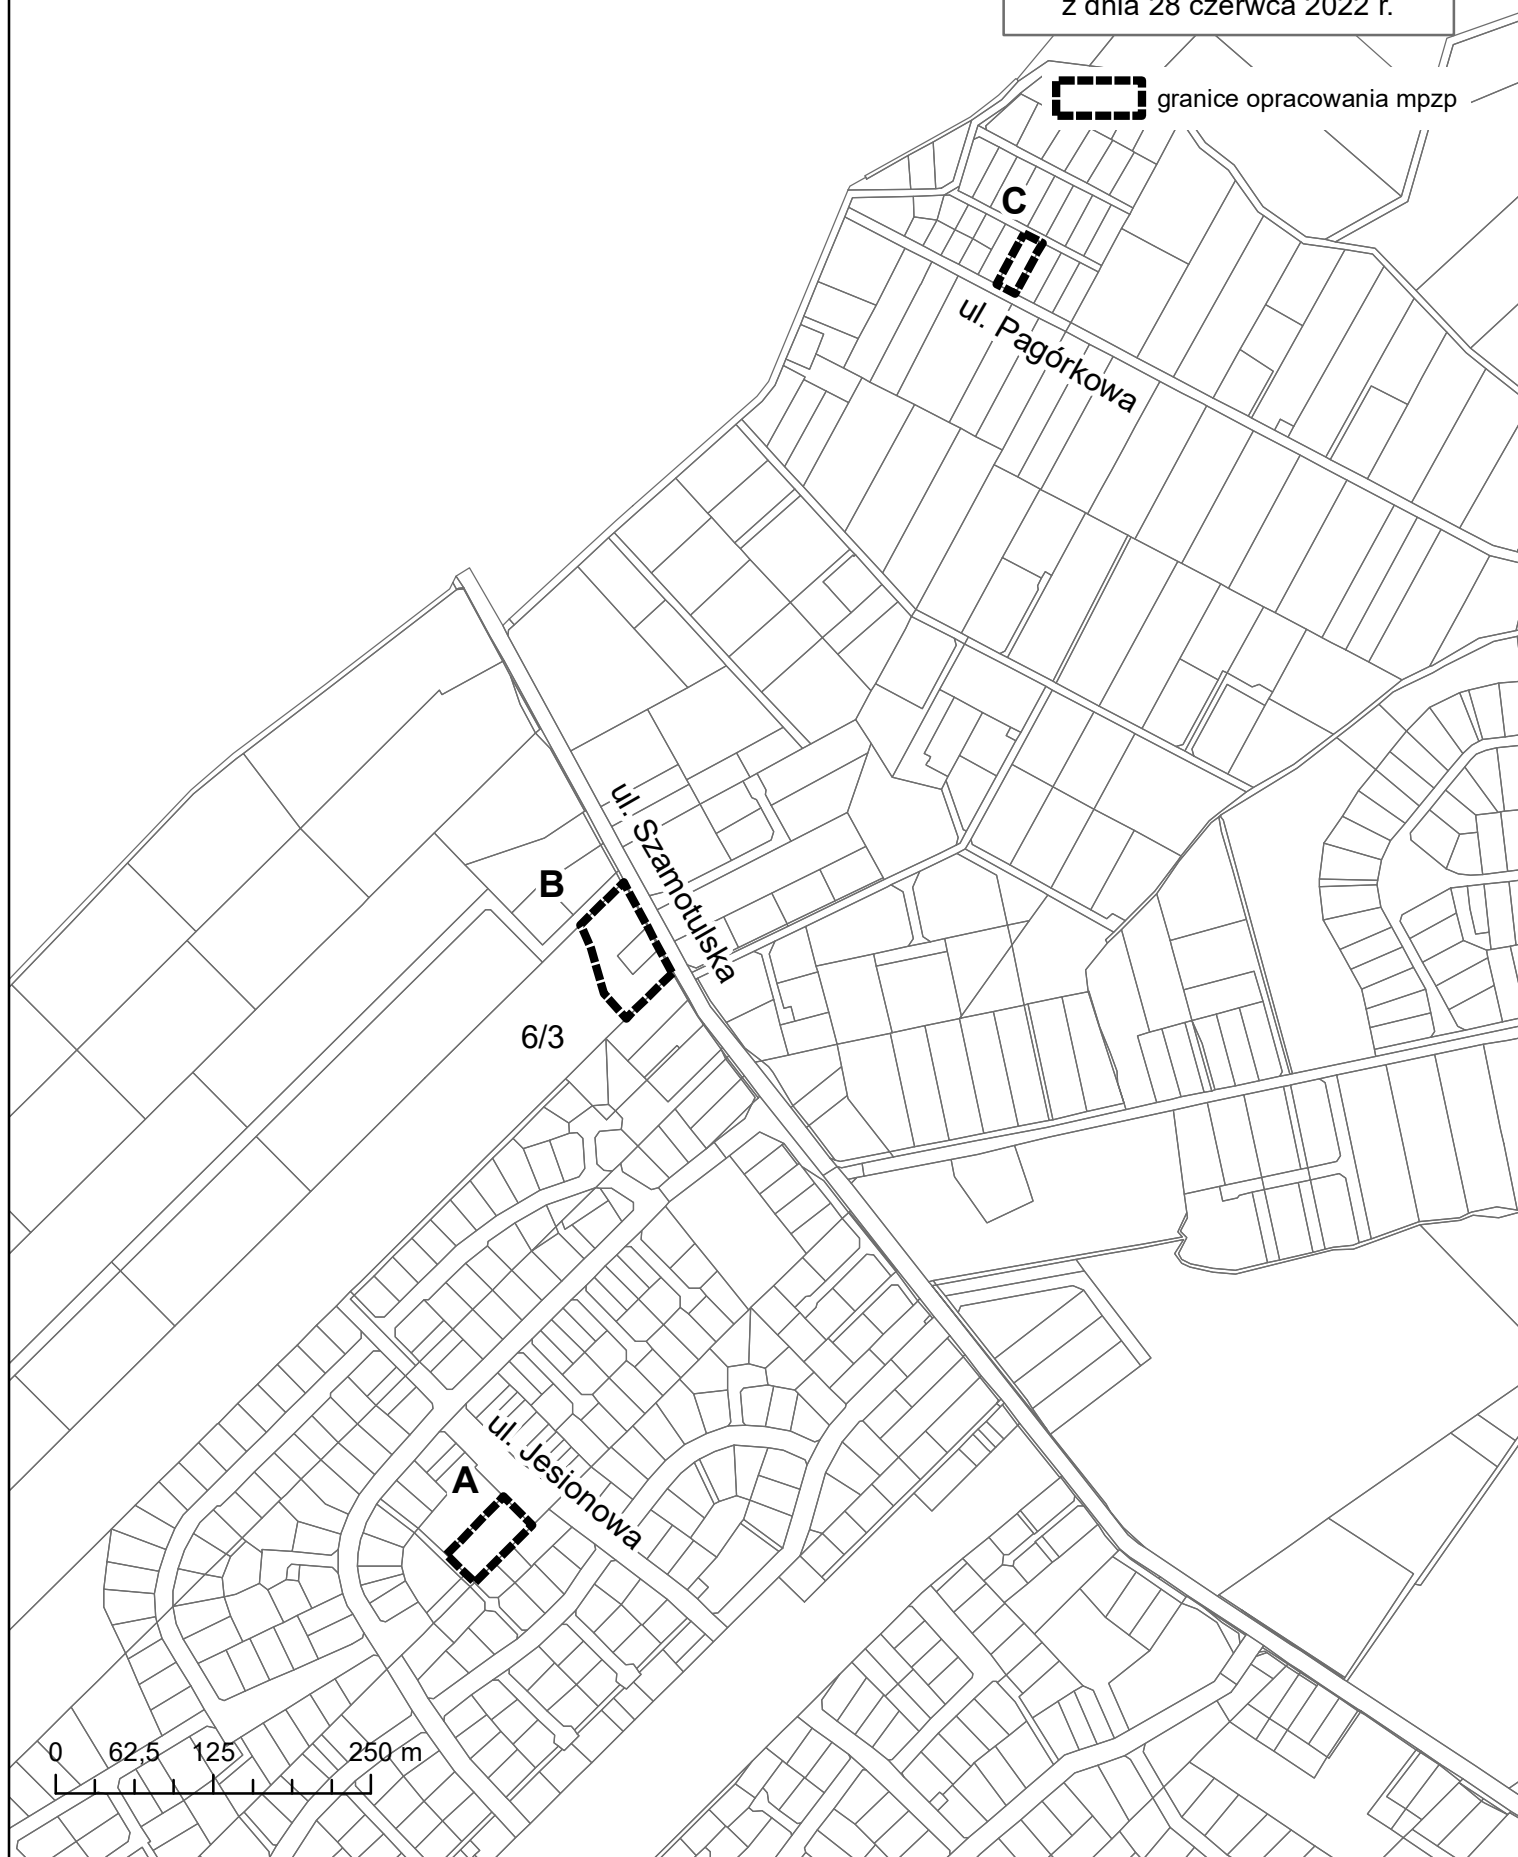 z dnia 28 czerwca 2022 r.
granice opracowania mpzp
C
ul. Pagórkowa
ul. Szamotulska
B
6/3
ul. Jesionowa
A
0 62,5 125 250 m